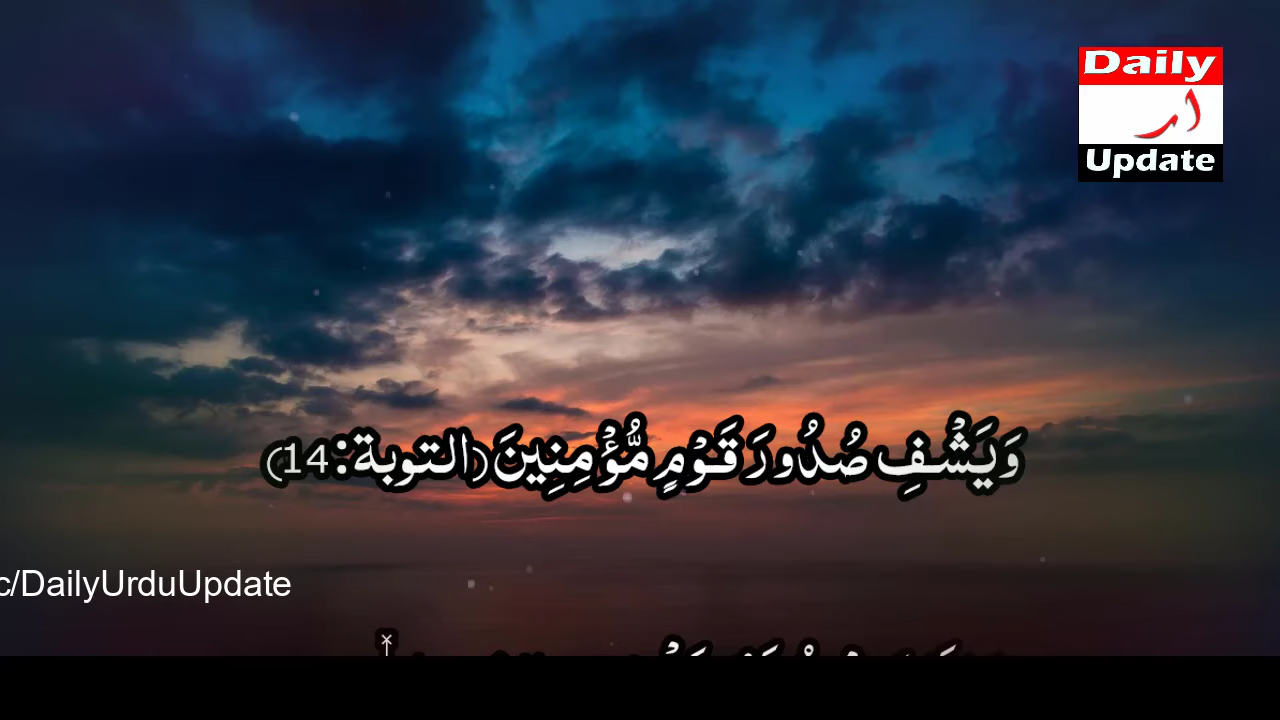 Daily
ار
Update
وَيَشْفِ صُدُورَ قَوْمٍ مُّؤْمِنِينَ (التوبة:14)
c/DailyUrduUpdate